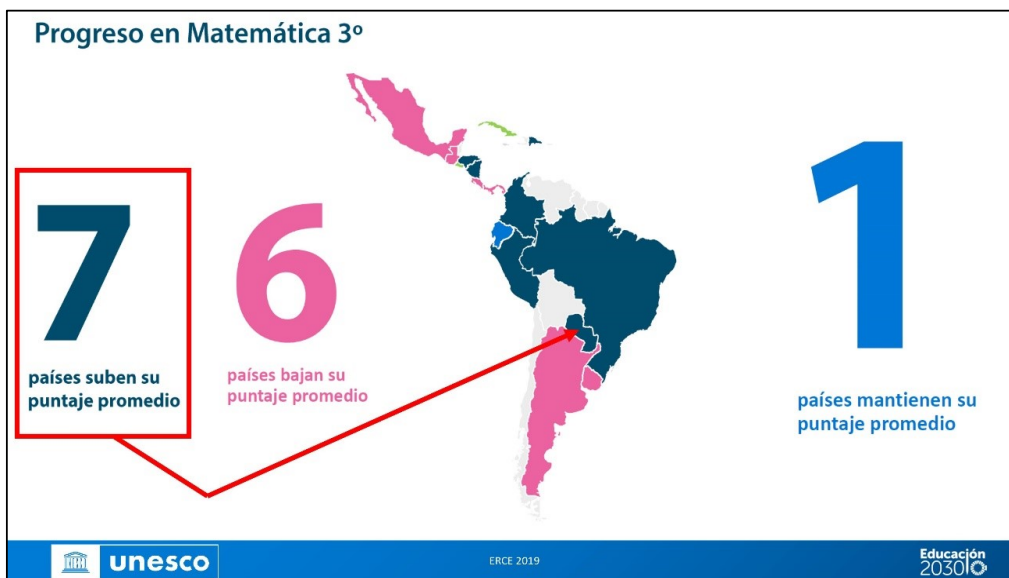 Progreso en Matemática 3º
7
países suben su
puntaje promedio
6
países bajan su
puntaje promedio
1
países mantienen su
puntaje promedio
unesco
ERCE 2019
Educación
2030